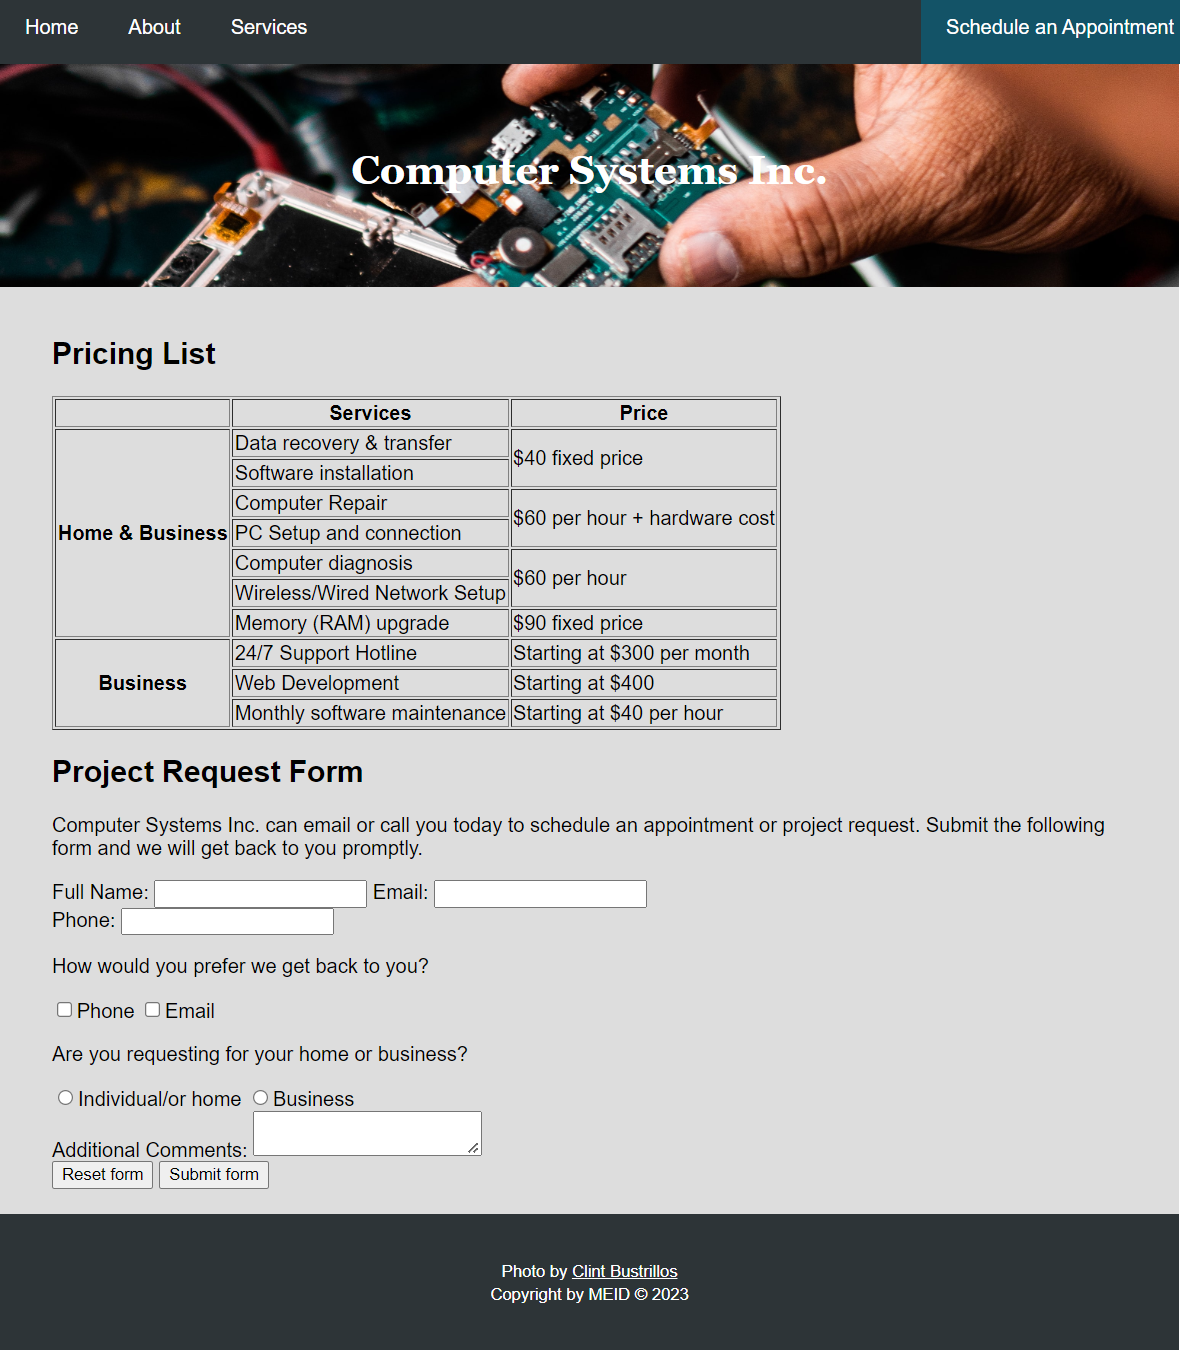 Home About Services Schedule an Appointment
Computer Systems Inc.
Pricing List
Services Price
Home & Business
Data recovery & transfer
Software installation
$40 fixed price
Computer Repair
PC Setup and connection
$60 per hour + hardware cost
Computer diagnosis
Wireless/Wired Network Setup
$60 per hour
Memory (RAM) upgrade $90 fixed price
Business
24/7 Support Hotline Starting at $300 per month
Web Development Starting at $400
Monthly software maintenance Starting at $40 per hour
Project Request Form
Computer Systems Inc. can email or call you today to schedule an appointment or project request. Submit the following
form and we will get back to you promptly.
Full Name: Email:
Phone:
How would you prefer we get back to you?
Phone Email
Are you requesting for your home or business?
Individual/or home Business
Additional Comments:
Reset form Submit form
Photo by Clint Bustrillos
Copyright by MEID © 2023